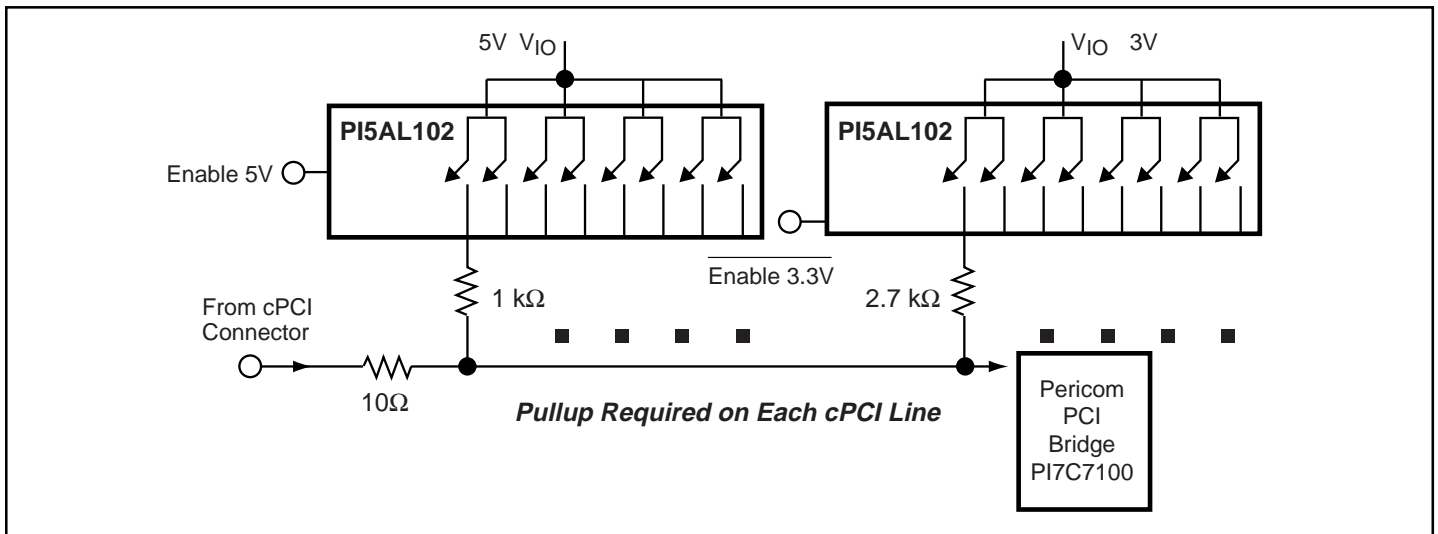 5V V_IO
V_IO 3V
PI5AL102
PI5AL102
Enable 5V
Enable 3.3V
1 kΩ
2.7 kΩ
From cPCI
Connector
10Ω
Pullup Required on Each cPCI Line
Pericom
PCI
Bridge
PI7C7100